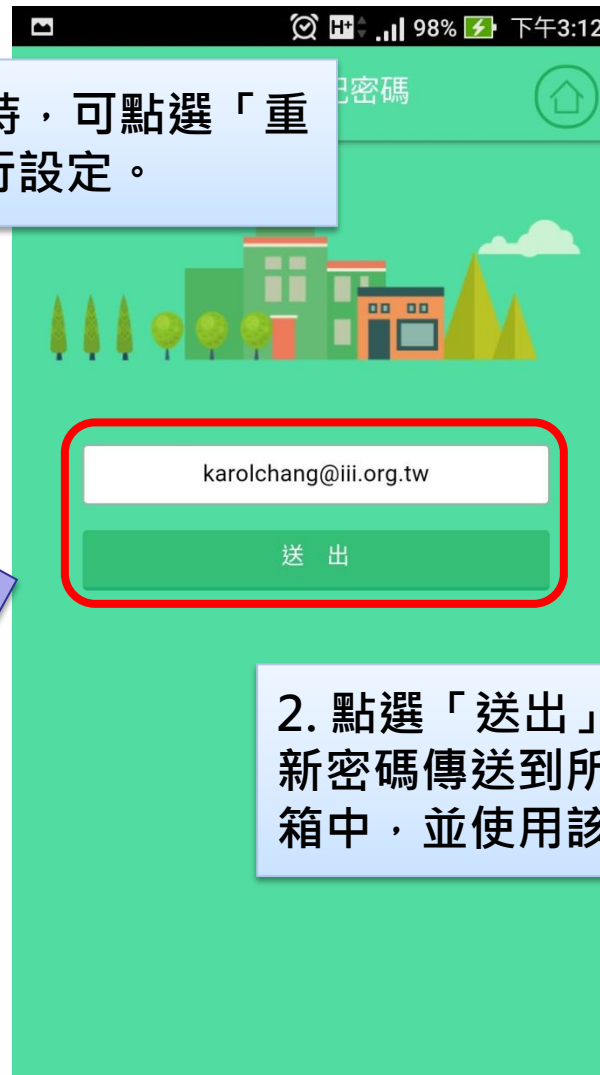 98% 下午3:12
時，可點選「重
行設定。
記密碼
karolchang@iii.org.tw
送 出
2. 點選「送出」
新密碼傳送到所
箱中，並使用該